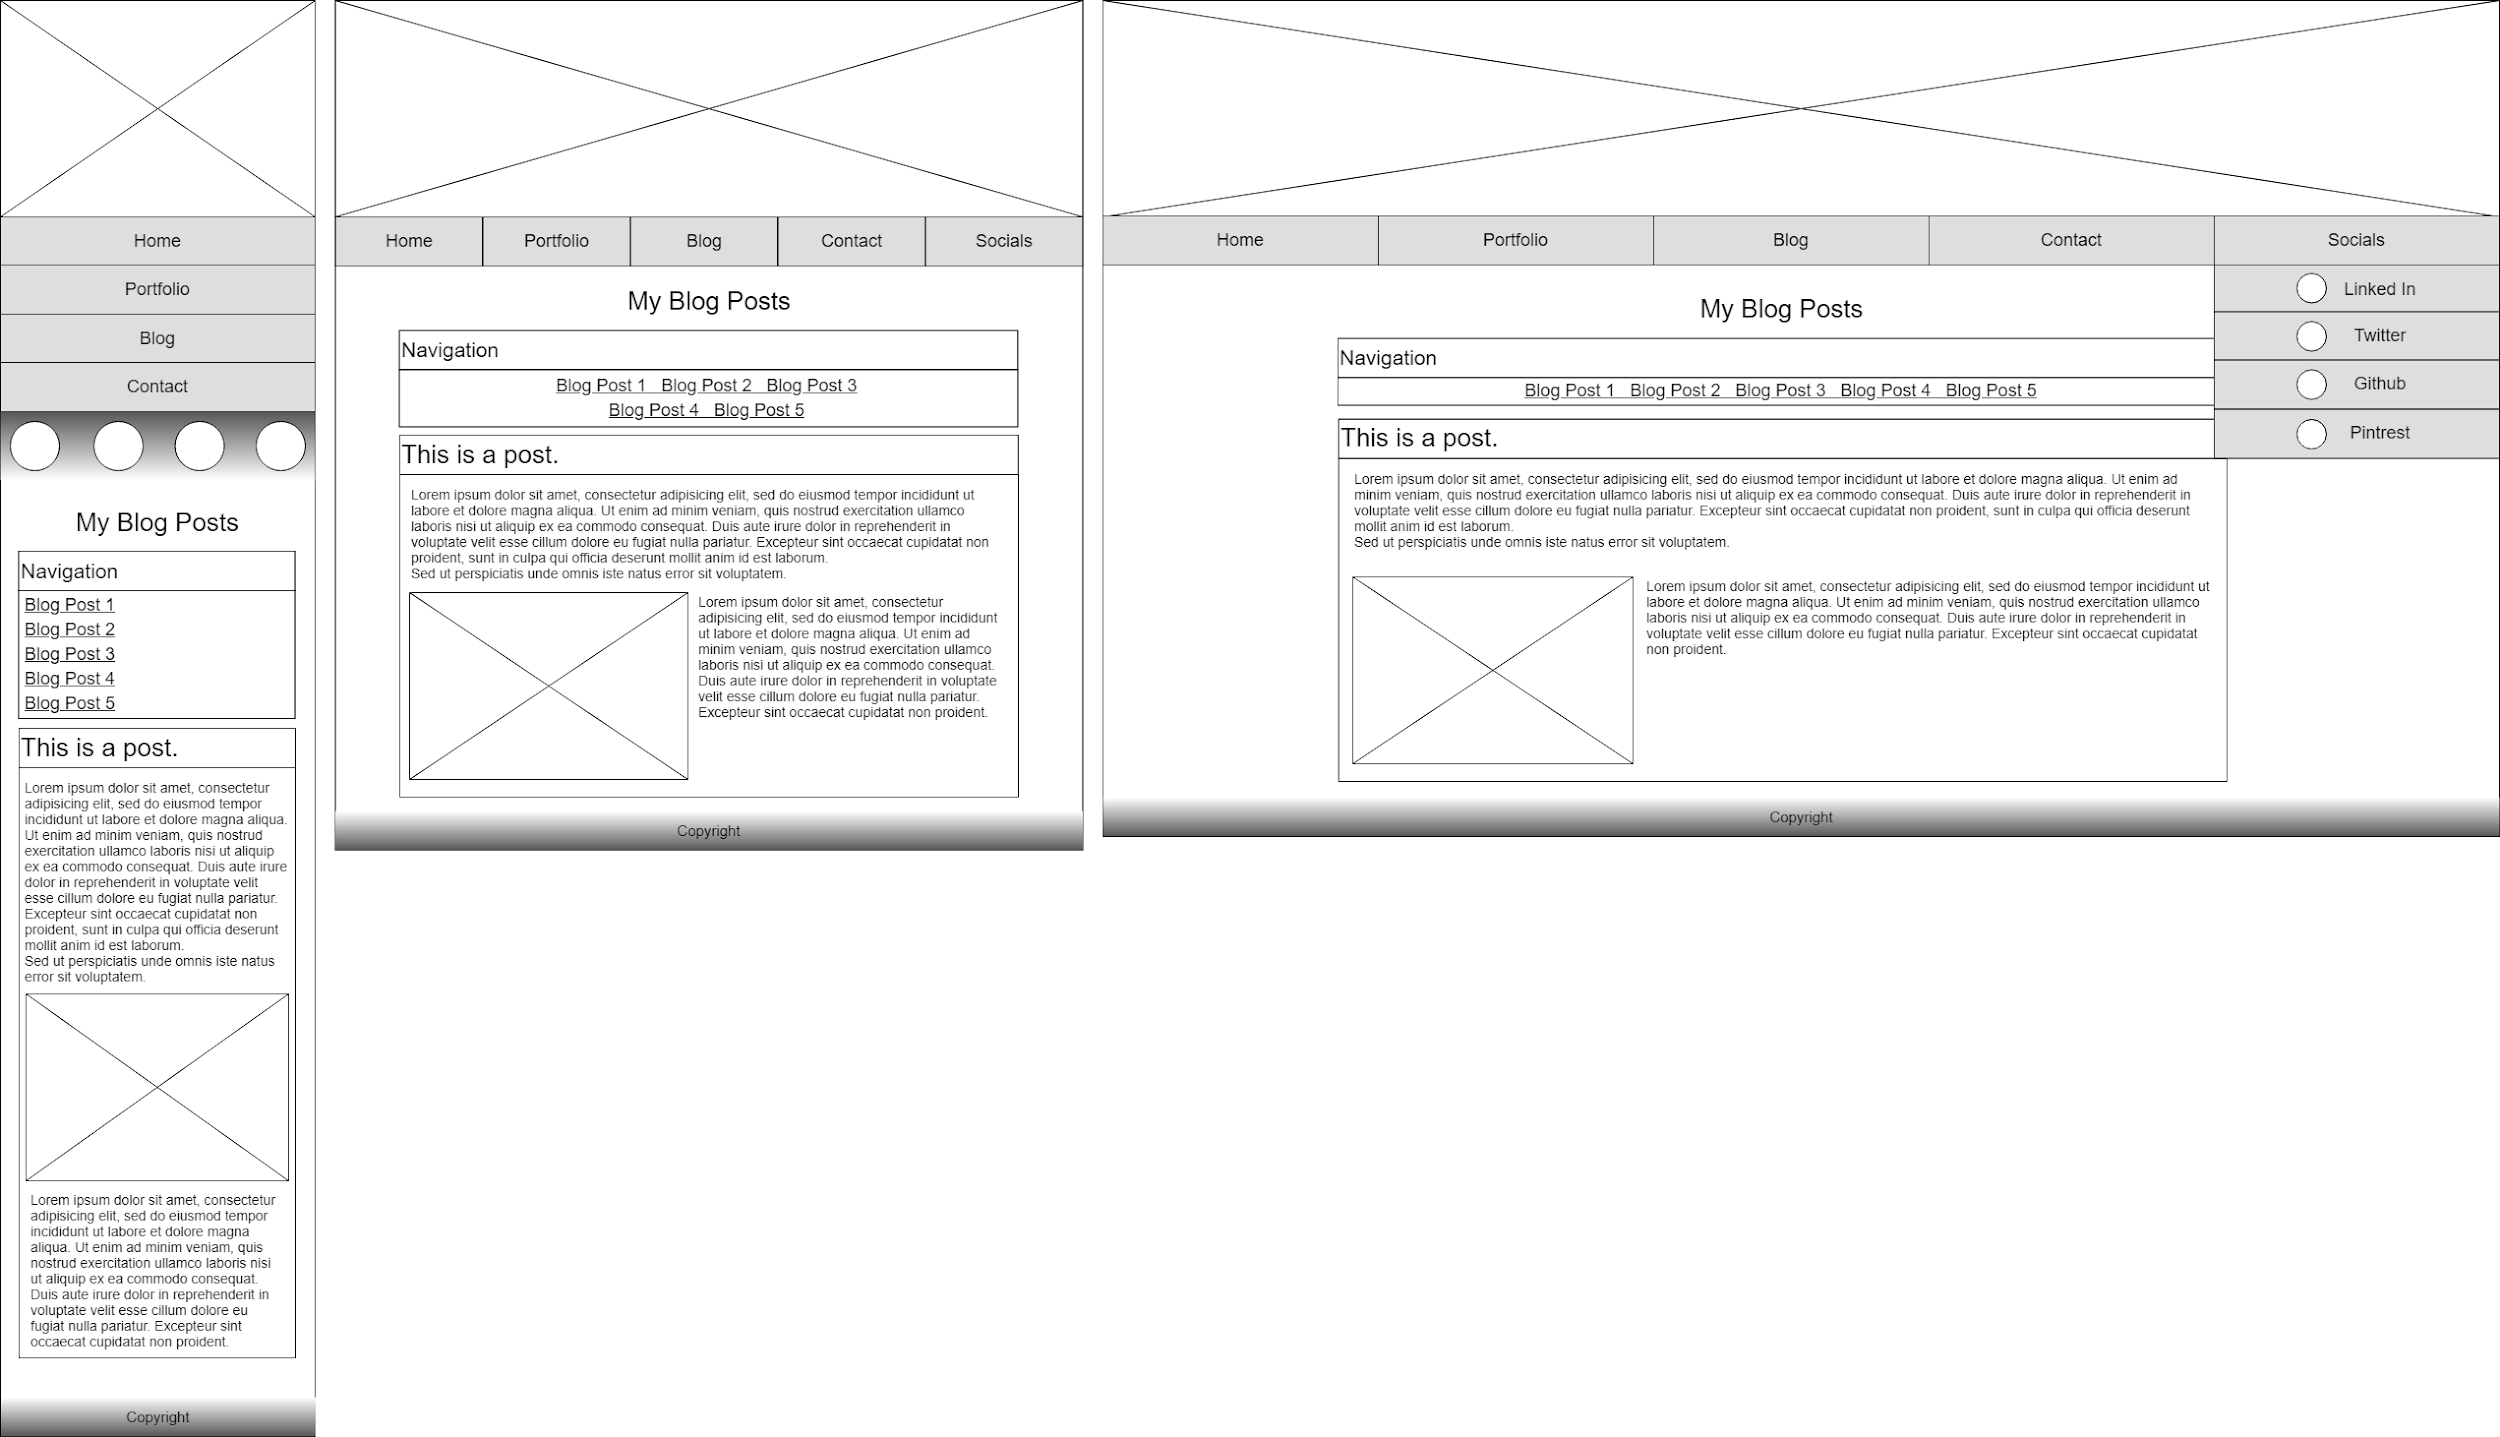 Home
Portfolio
Blog
Contact
My Blog Posts
Navigation
Blog Post 1
Blog Post 2
Blog Post 3
Blog Post 4
Blog Post 5
This is a post.
Lorem ipsum dolor sit amet, consectetur
adipisicing elit, sed do eiusmod tempor
incididunt ut labore et dolore magna aliqua.
Ut enim ad minim veniam, quis nostrud
exercitation ullamco laboris nisi ut aliquip
ex ea commodo consequat. Duis aute irure
dolor in reprehenderit in voluptate velit
esse cillum dolore eu fugiat nulla pariatur.
Excepteur sint occaecat cupidatat non
proident, sunt in culpa qui officia deserunt
mollit anim id est laborum.
Sed ut perspiciatis unde omnis iste natus
error sit voluptatem.
Lorem ipsum dolor sit amet, consectetur
adipisicing elit, sed do eiusmod tempor
incididunt ut labore et dolore magna
aliqua. Ut enim ad minim veniam, quis
nostrud exercitation ullamco laboris nisi
ut aliquip ex ea commodo consequat.
Duis aute irure dolor in reprehenderit in
voluptate velit esse cillum dolore eu
fugiat nulla pariatur. Excepteur sint
occaecat cupidatat non proident.
Copyright
Home Portfolio Blog Contact Socials
My Blog Posts
Navigation
Blog Post 1 Blog Post 2 Blog Post 3
Blog Post 4 Blog Post 5
This is a post.
Lorem ipsum dolor sit amet, consectetur adipisicing elit, sed do eiusmod tempor incididunt ut
labore et dolore magna aliqua. Ut enim ad minim veniam, quis nostrud exercitation ullamco
laboris nisi ut aliquip ex ea commodo consequat. Duis aute irure dolor in reprehenderit in
voluptate velit esse cillum dolore eu fugiat nulla pariatur. Excepteur sint occaecat cupidatat non
proident, sunt in culpa qui officia deserunt mollit anim id est laborum.
Sed ut perspiciatis unde omnis iste natus error sit voluptatem.
Lorem ipsum dolor sit amet, consectetur
adipisicing elit, sed do eiusmod tempor incididunt
ut labore et dolore magna aliqua. Ut enim ad
minim veniam, quis nostrud exercitation ullamco
laboris nisi ut aliquip ex ea commodo consequat.
Duis aute irure dolor in reprehenderit in voluptate
velit esse cillum dolore eu fugiat nulla pariatur.
Excepteur sint occaecat cupidatat non proident.
Copyright
Home Portfolio Blog Contact Socials
Linked In
Twitter
Github
Pintrest
My Blog Posts
Navigation
Blog Post 1 Blog Post 2 Blog Post 3 Blog Post 4 Blog Post 5
This is a post.
Lorem ipsum dolor sit amet, consectetur adipisicing elit, sed do eiusmod tempor incididunt ut labore et dolore magna aliqua. Ut enim ad
minim veniam, quis nostrud exercitation ullamco laboris nisi ut aliquip ex ea commodo consequat. Duis aute irure dolor in reprehenderit in
voluptate velit esse cillum dolore eu fugiat nulla pariatur. Excepteur sint occaecat cupidatat non proident, sunt in culpa qui officia deserunt
mollit anim id est laborum.
Sed ut perspiciatis unde omnis iste natus error sit voluptatem.
Lorem ipsum dolor sit amet, consectetur adipisicing elit, sed do eiusmod tempor incididunt ut
labore et dolore magna aliqua. Ut enim ad minim veniam, quis nostrud exercitation ullamco
laboris nisi ut aliquip ex ea commodo consequat. Duis aute irure dolor in reprehenderit in
voluptate velit esse cillum dolore eu fugiat nulla pariatur. Excepteur sint occaecat cupidatat
non proident.
Copyright